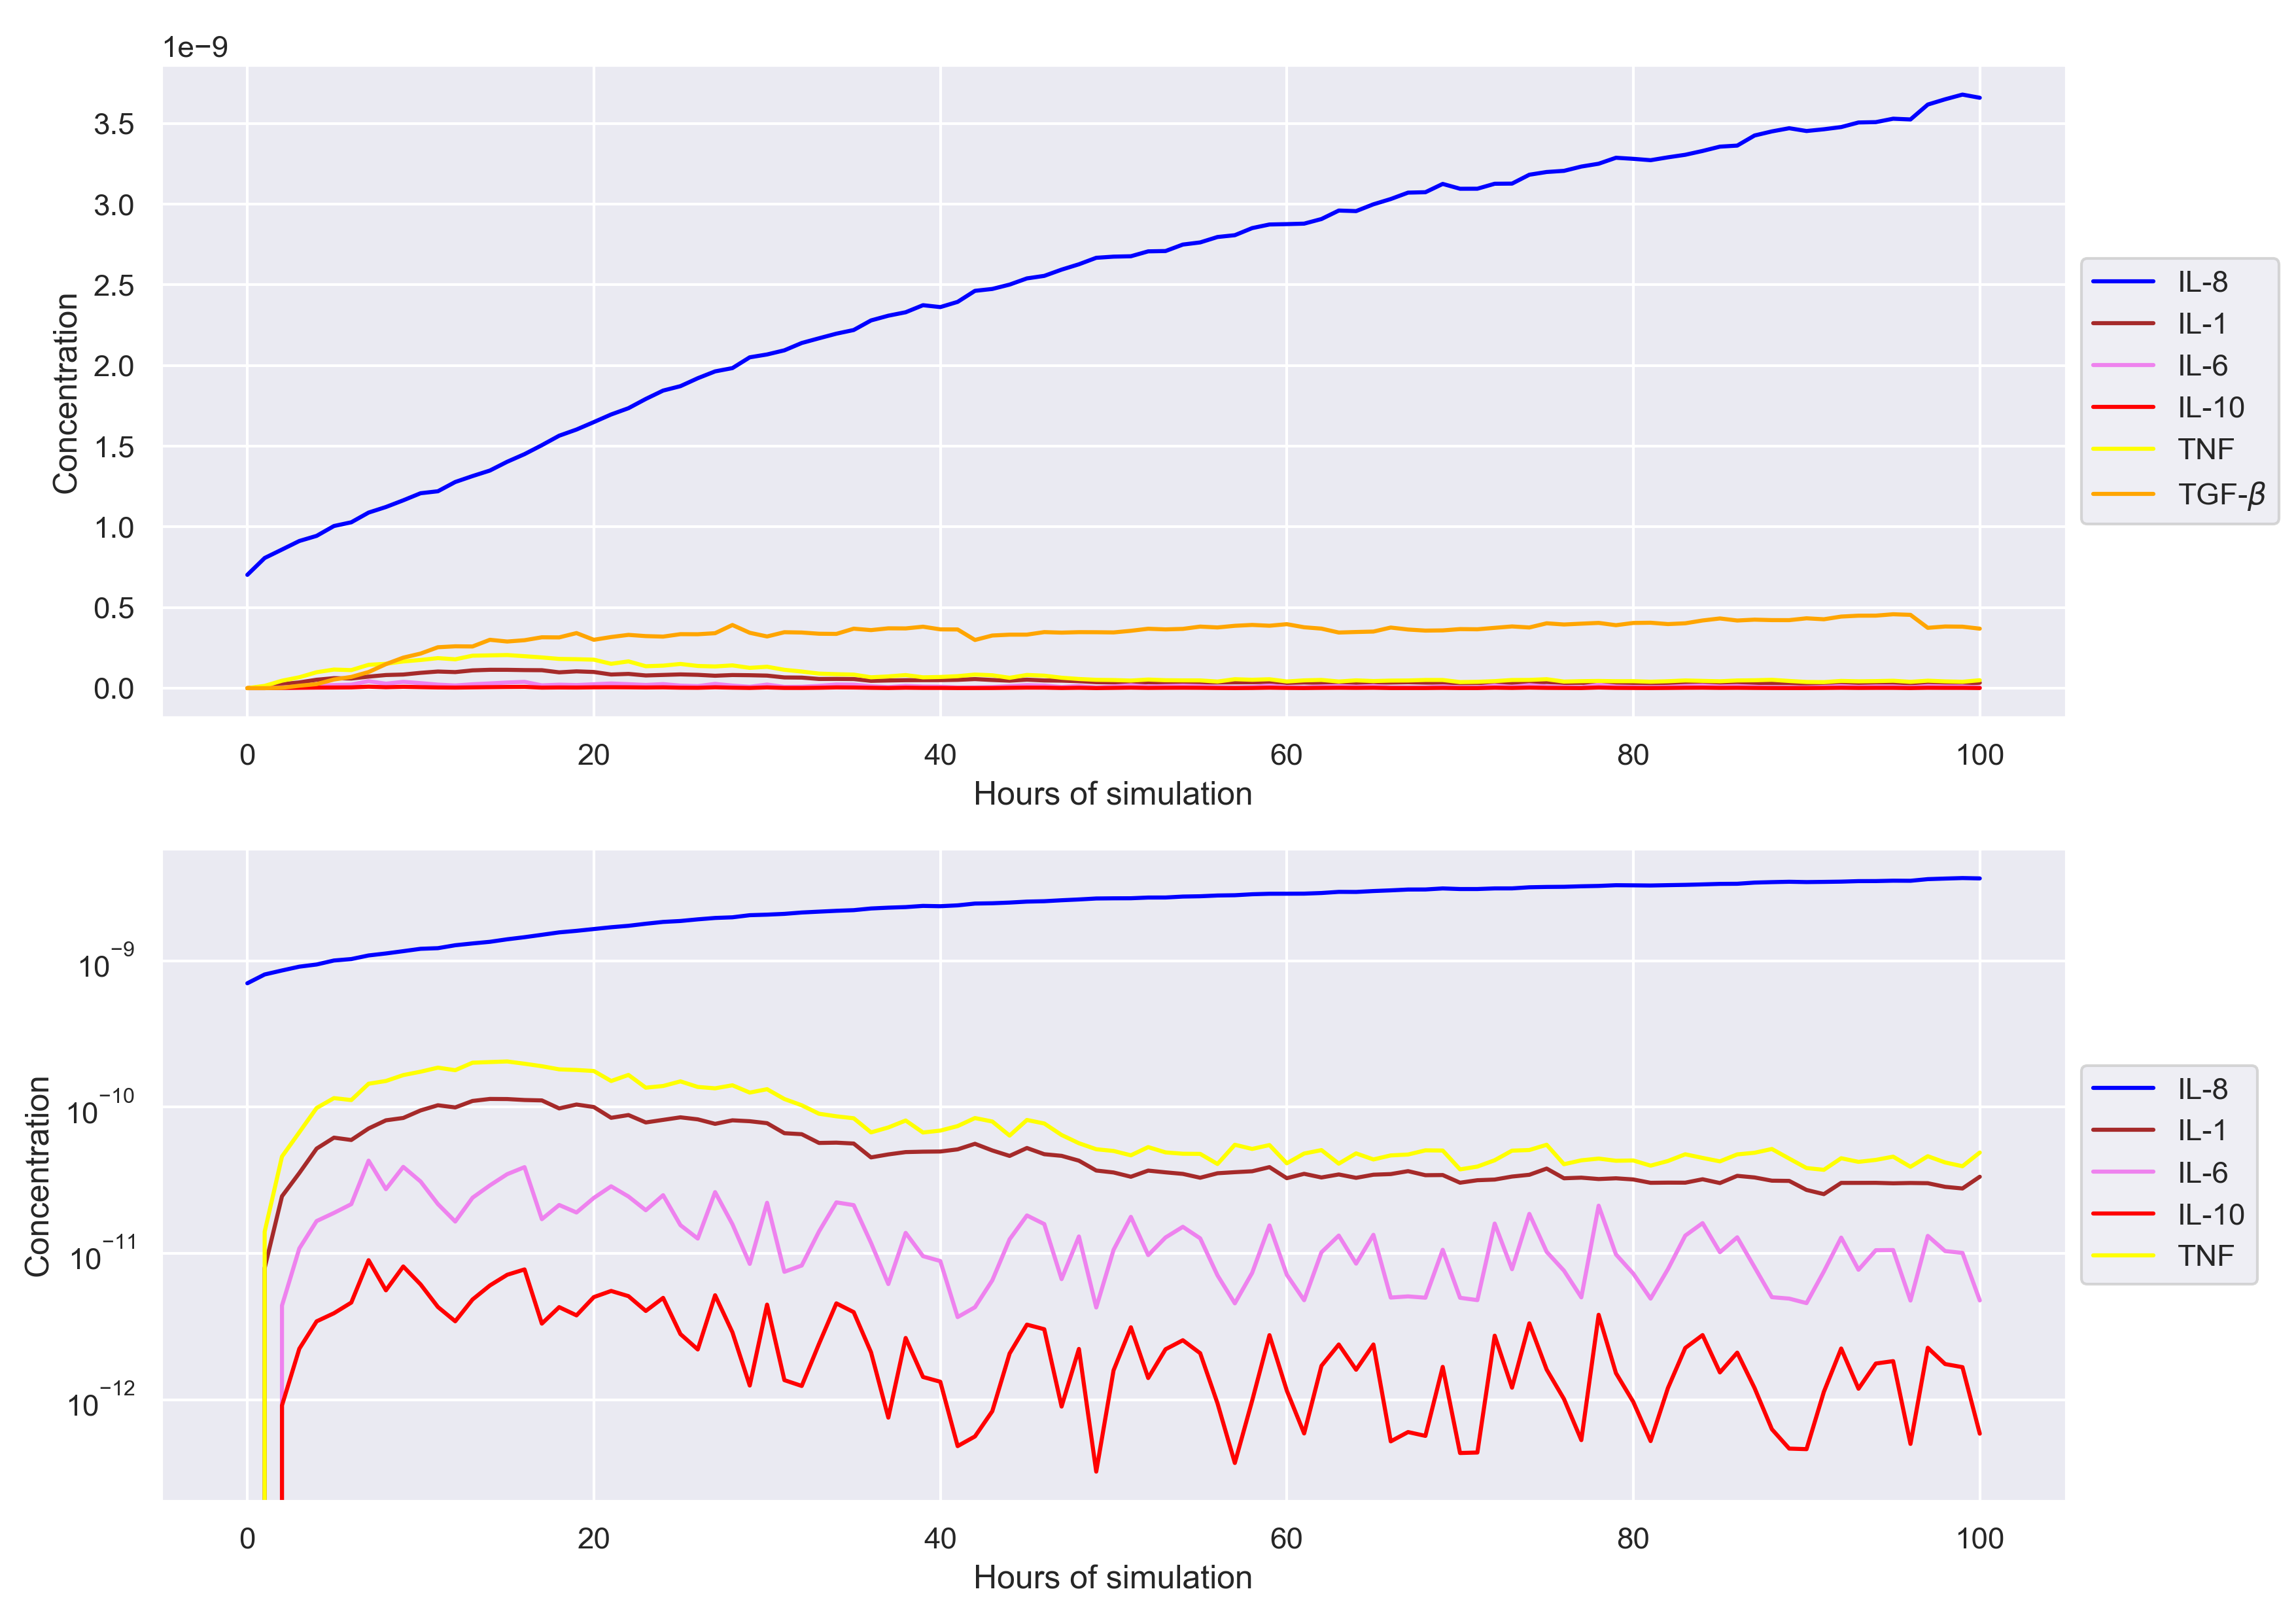 1e−9
3.5
3.0
2.5
2.0
1.5
1.0
0.5
0.0
Concentration
0 20 40 60 80 100
Hours of simulation
IL-8
IL-1
IL-6
IL-10
TNF
TGF-β
10⁻⁹
10⁻¹⁰
10⁻¹¹
10⁻¹²
Concentration
0 20 40 60 80 100
Hours of simulation
IL-8
IL-1
IL-6
IL-10
TNF